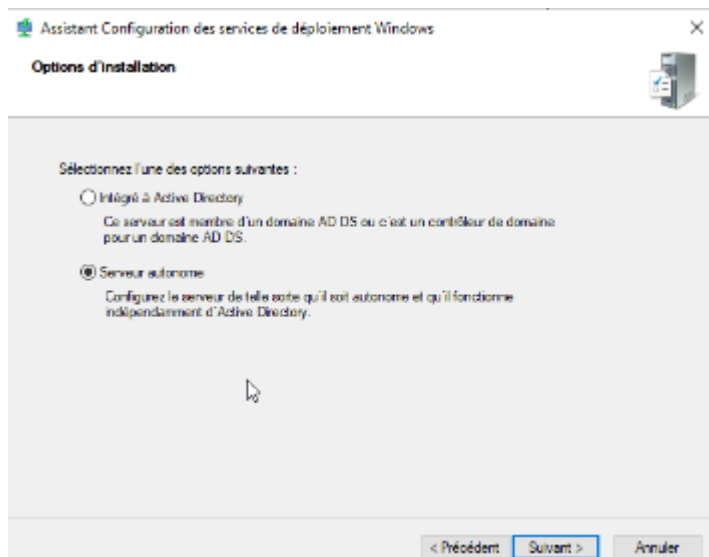 Assistant Configuration des services de déploiement Windows
Options d'installation
Sélectionnez l'une des options suivantes :
Intégré à Active Directory
Ce serveur est membre d'un domaine AD DS ou c'est un contrôleur de domaine
pour un domaine AD DS.
Serveur autonome
Configurez le serveur de telle sorte qu'il soit autonome et qu'il fonctionne
indépendamment d'Active Directory.
< Précédent Suivant > Annuler